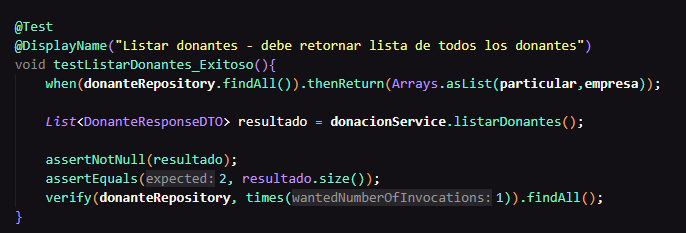 @Test
@DisplayName("Listar donantes - debe retornar lista de todos los donantes")
void testListarDonantes_Exitoso(){
when(donanteRepository.findAll()).thenReturn(Arrays.asList(particular,empresa));
List<DonanteResponseDTO> resultado = donacionService.listarDonantes();
assertNotNull(resultado);
assertEquals(expected:2, resultado.size());
verify(donanteRepository, times(wantedNumberOfInvocations:1)).findAll();
}